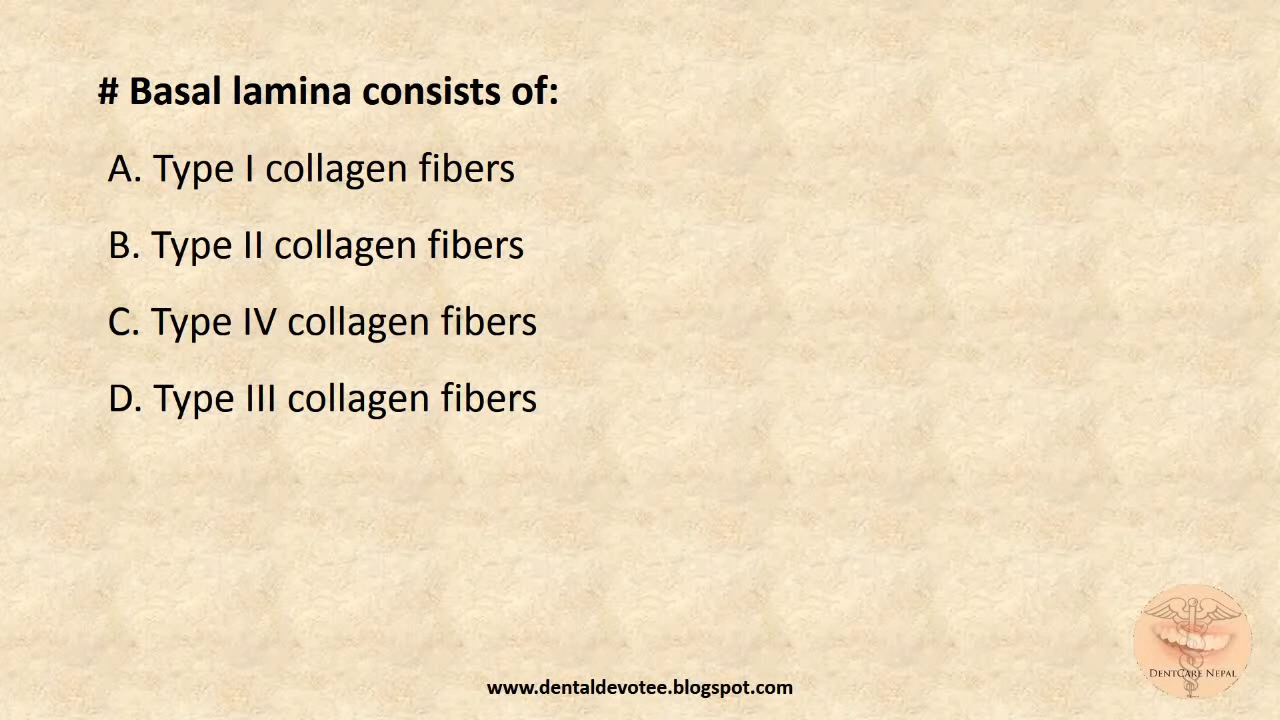 # Basal lamina consists of:
A. Type I collagen fibers
B. Type II collagen fibers
C. Type IV collagen fibers
D. Type III collagen fibers
DENTCARE NEPAL
www.dentaldevotee.blogspot.com